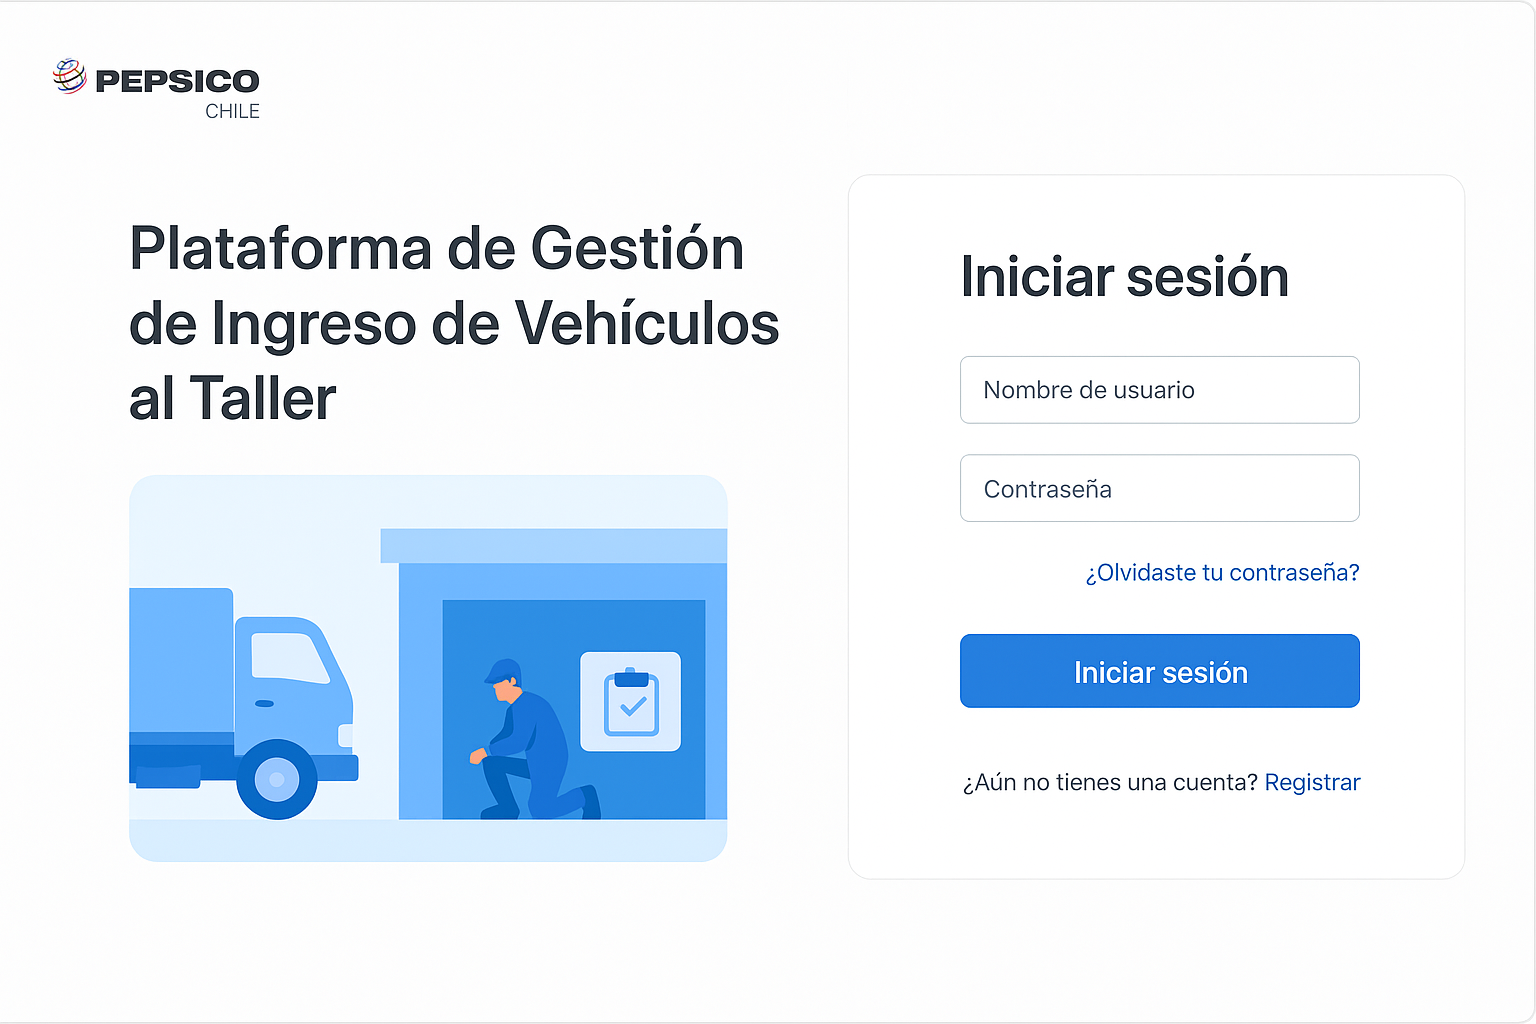 PEPSICO
CHILE
Plataforma de Gestión
de Ingreso de Vehículos
al Taller
Iniciar sesión
Nombre de usuario
Contraseña
¿Olvidaste tu contraseña?
Iniciar sesión
¿Aún no tienes una cuenta? Registrar